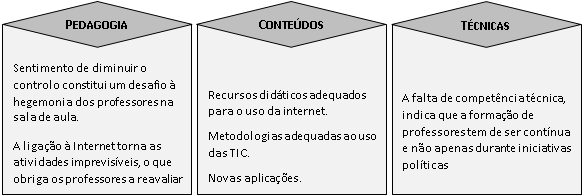 PEDAGOGIA
Sentimento de diminuir o
controlo constitui um desafio à
hegemonia dos professores na
sala de aula.
A ligação à Internet torna as
atividades imprevisíveis, o que
obriga os professores a reavaliar
CONTEÚDOS
Recursos didáticos adequados
para o uso da internet.
Metodologias adequadas ao uso
das TIC.
Novas aplicações.
TÉCNICAS
A falta de competência técnica,
indica que a formação de
professores tem de ser contínua
e não apenas durante iniciativas
políticas